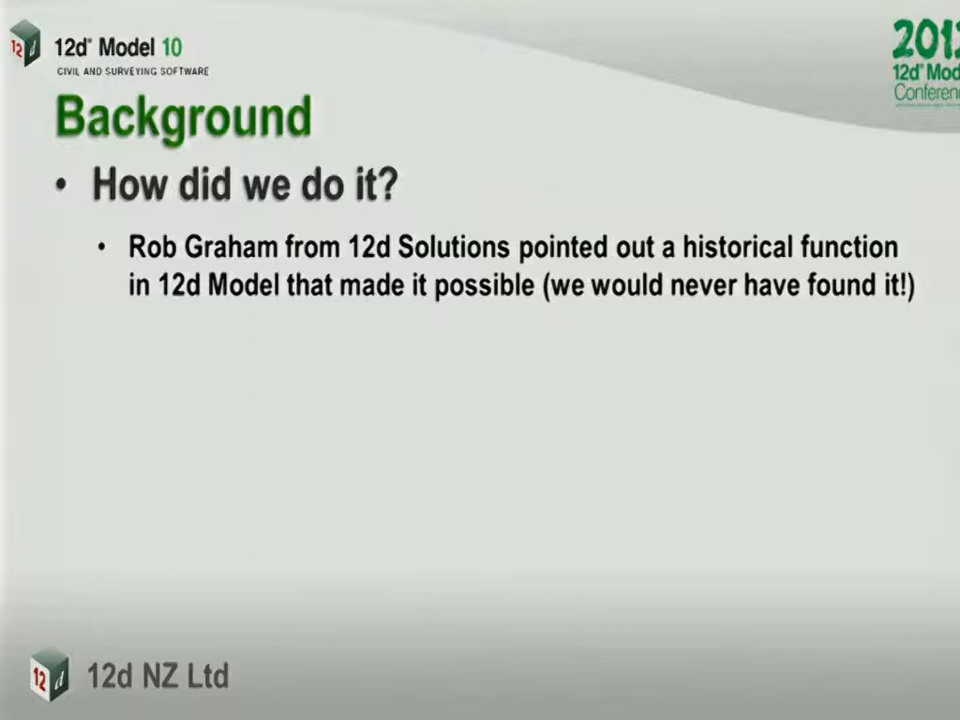 12d® Model 10
CIVIL AND SURVEYING SOFTWARE
12d® Model
Background
• How did we do it?
• Rob Graham from 12d Solutions pointed out a historical function
in 12d Model that made it possible (we would never have found it!)
12d
12d NZ Ltd